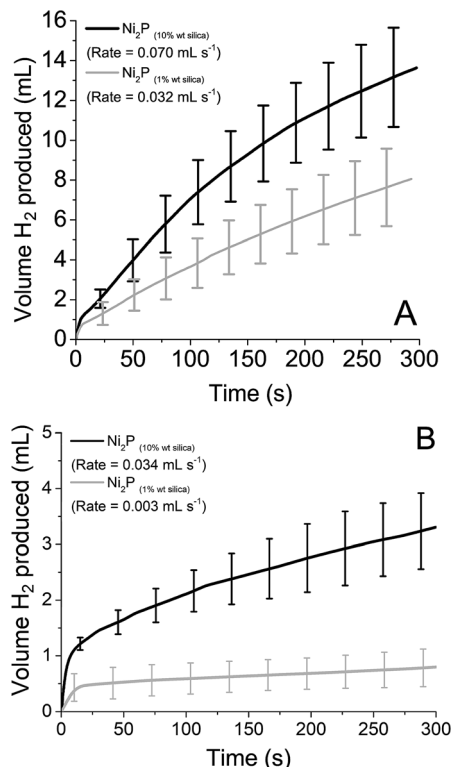 Volume H₂ produced (mL)
16
14
12
10
8
6
4
2
0
Ni₂P (10% wt silica)
(Rate = 0.070 mL s⁻¹)
Ni₂P (1% wt silica)
(Rate = 0.032 mL s⁻¹)
A
0 50 100 150 200 250 300
Time (s)
Volume H₂ produced (mL)
5
4
3
2
1
0
B
Ni₂P (10% wt silica)
(Rate = 0.034 mL s⁻¹)
Ni₂P (1% wt silica)
(Rate = 0.003 mL s⁻¹)
0 50 100 150 200 250 300
Time (s)